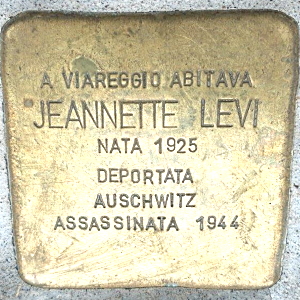 A VIAREGGIO ABITAVA
JEANNETTE LEVI
NATA 1925
DEPORTATA
AUSCHWITZ
ASSASSINATA 1944